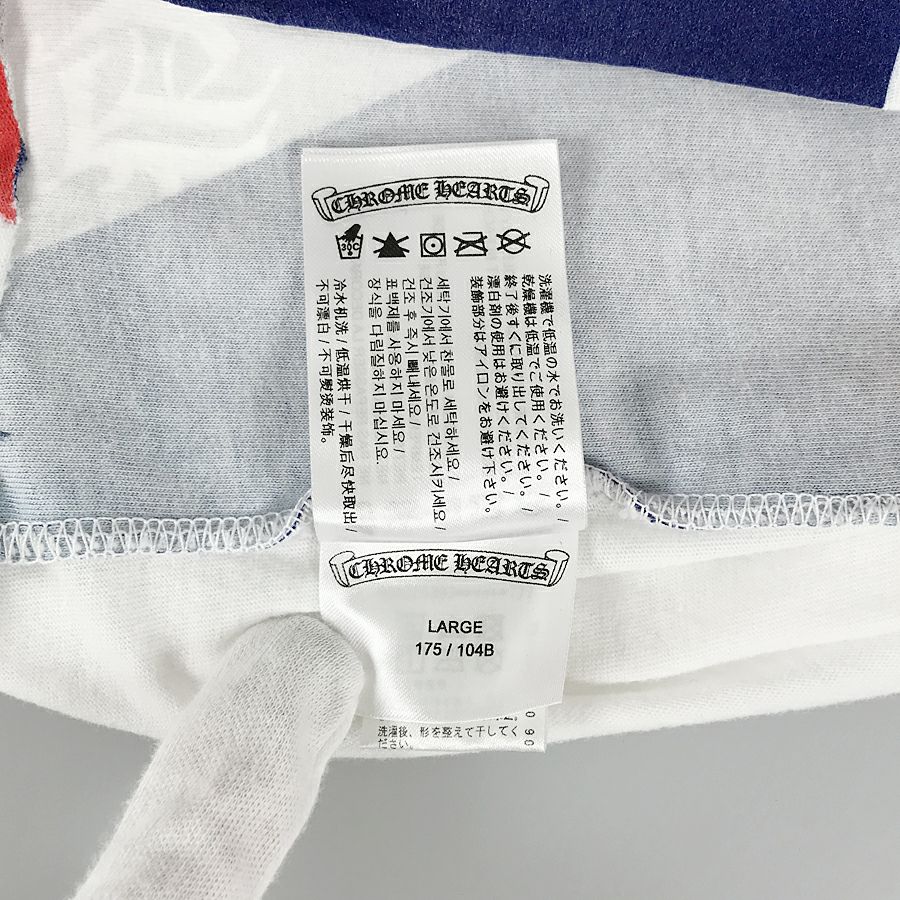 CHROME HEARTS
30C
洗濯機で低温の水でお洗いください。/
乾燥機は低温でご使用ください。/
終了後すぐに取り出してください。/
漂白剤の使用はお避けください。/
装飾部分はアイロンをお避け下さい。
세탁기에서 찬물로 세탁하세요 /
건조기에서 낮은 온도로 건조시키세요 /
건조 후 즉시 빼내세요 /
표백제를 사용하지 마세요 /
장식을 다림질하지 마십시요.
冷水机洗 / 低温烘干 / 干燥后尽快取出 /
不可漂白 / 不可熨烫装饰。
CHROME HEARTS
LARGE
175 / 104B
洗濯後、形を整えて干してく
ださい。